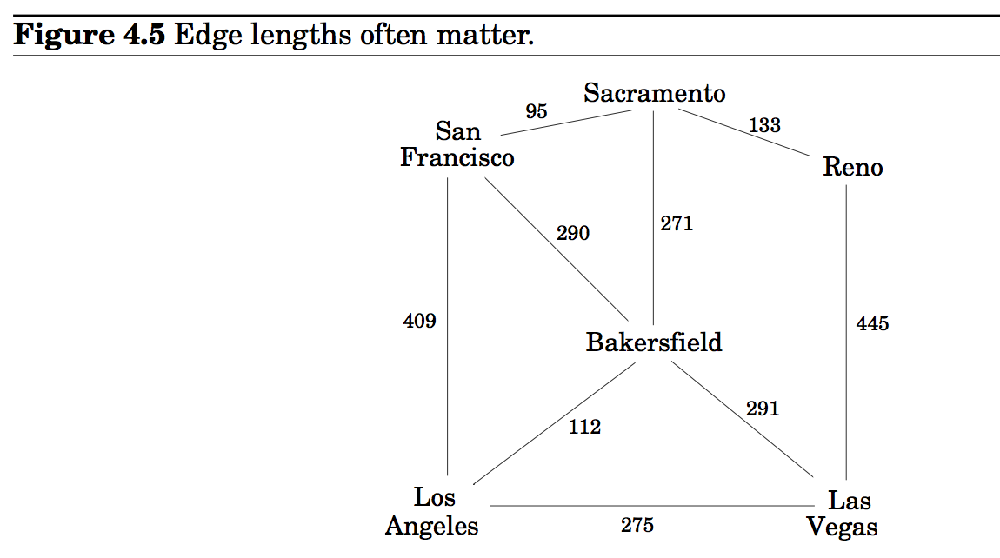 Figure 4.5 Edge lengths often matter.
Sacramento
95
133
San
Francisco
Reno
290
271
409
445
Bakersfield
291
112
Los
Angeles
Las
Vegas
275